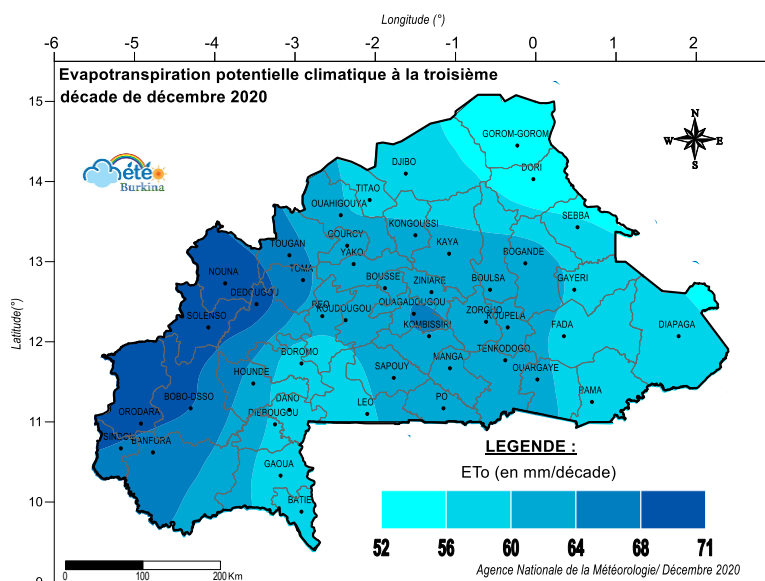 Longitude (°)
-6 -5 -4 -3 -2 -1 0 1 2
Evapotranspiration potentielle climatique à la troisième
décade de décembre 2020
15
14
13
12
11
10
Latitude(°)
été
Burkina
N
W E
S
GOROM-GOROM
DORI
DJIBO
TITAO
OUAHIGOUYA
SEBBA
KONGOUSSI
TOUGAN
GOURCY
KAYA
YAKO
BOGANDE
NOUNA
TOMA
BOUSSE
ZINIARE
BOULSA
GAYERI
DEDOUGOU
SOLENSO
REO
KOUDOUGOU
OUAGADOUGOU
ZORGHO
KOUPELA
KOMBISSIRI
FADA
DIAPAGA
BOROMO
TENKODOGO
MANGA
HOUNDE
SAPOUY
OUARGAYE
BOBO-DSSO
DANO
LEO
PO
PAMA
ORODARA
DIEBOUGOU
SINDOU
BANFORA
GAOUA
BATIE
LEGENDE :
ETo (en mm/décade)
52 56 60 64 68 71
0 100 200 Km
Agence Nationale de la Météorologie/ Décembre 2020